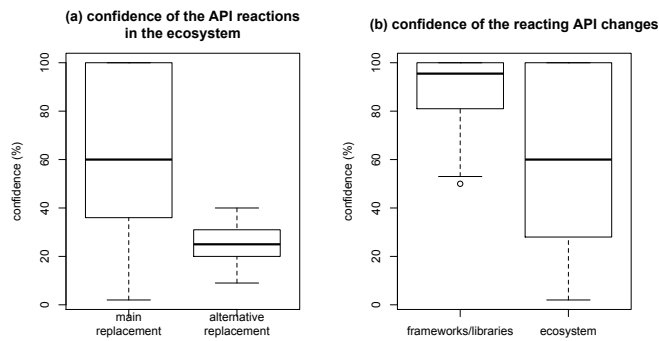 (a) confidence of the API reactions
in the ecosystem
confidence (%)
100
80
60
40
20
0
main
replacement
alternative
replacement
(b) confidence of the reacting API changes
confidence (%)
100
80
60
40
20
0
frameworks/libraries
ecosystem